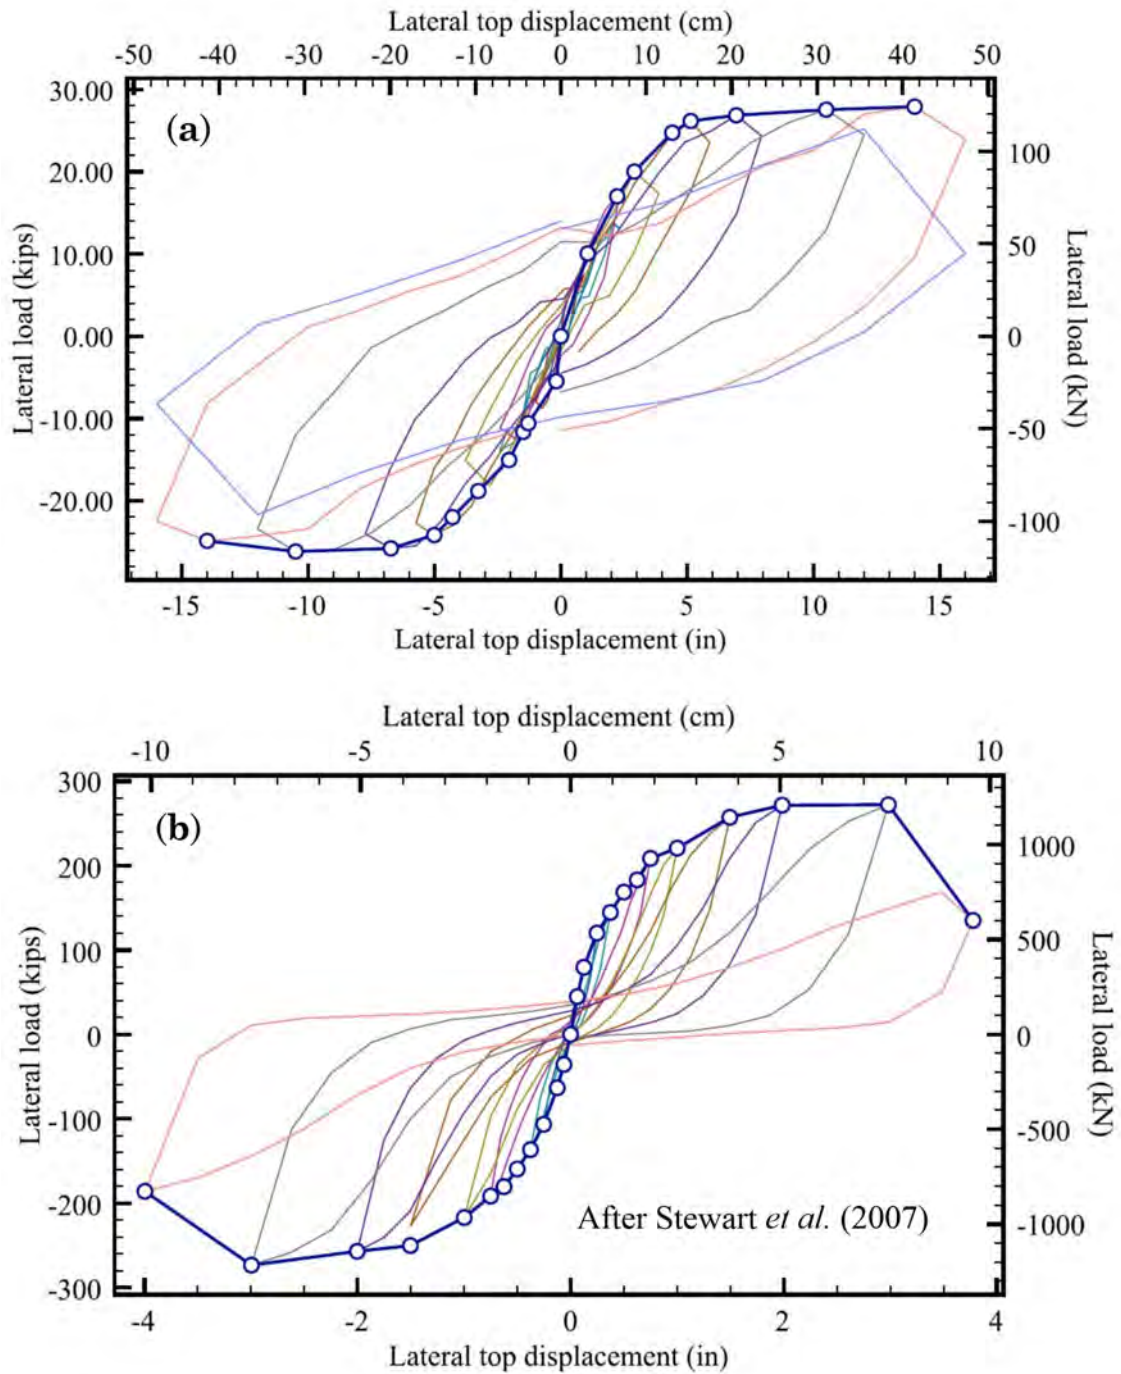 Lateral top displacement (cm)
-50 -40 -30 -20 -10 0 10 20 30 40 50
30.00
20.00
10.00
0.00
-10.00
-20.00
Lateral load (kips)
(a)
100
50
0
-50
-100
Lateral load (kN)
-15 -10 -5 0 5 10 15
Lateral top displacement (in)
Lateral top displacement (cm)
-10 -5 0 5 10
300
200
100
0
-100
-200
-300
Lateral load (kips)
(b)
1000
500
0
-500
-1000
Lateral load (kN)
After Stewart et al. (2007)
-4 -2 0 2 4
Lateral top displacement (in)